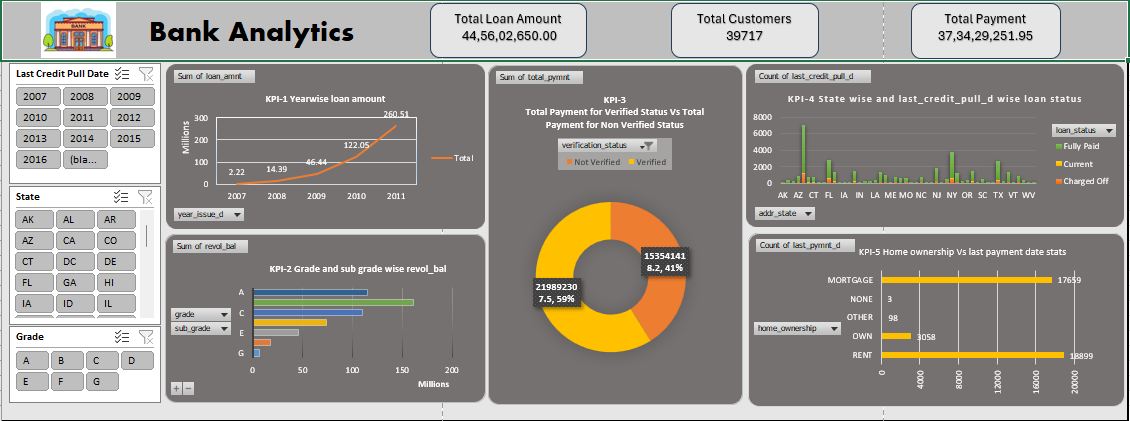 BANK
Bank Analytics
Total Loan Amount
44,56,02,650.00
Total Customers
39717
Total Payment
37,34,29,251.95
Last Credit Pull Date
2007 2008 2009
2010 2011 2012
2013 2014 2015
2016 (bla...
State
AK AL AR
AZ CA CO
CT DC DE
FL GA HI
IA ID IL
Grade
A B C D
E F G
Sum of loan_amnt
KPI-1 Yearwise loan amount
Millions
300
200
100
0
2.22
14.39
46.44
122.05
260.51
Total
2007 2008 2009 2010 2011
year_issue_d
Sum of revol_bal
KPI-2 Grade and sub grade wise revol_bal
grade
sub_grade
A
C
E
G
0 50 100 150 200
Millions
Sum of total_pymnt
KPI-3
Total Payment for Verified Status Vs Total
Payment for Non Verified Status
verification_status
Not Verified Verified
15354141
8.2, 41%
21989230
7.5, 59%
Count of last_credit_pull_d
KPI-4 State wise and last_credit_pull_d wise loan status
8000
6000
4000
2000
0
AK AZ CT FL IA IN LA ME MO NC NJ NY OR SC TX VT WV
loan_status
Fully Paid
Current
Charged Off
addr_state
Count of last_pymnt_d
KPI-5 Home ownership Vs last payment date stats
home_ownership
MORTGAGE 17659
NONE 3
OTHER 98
OWN 3058
RENT 18899
0 4000 8000 12000 16000 20000